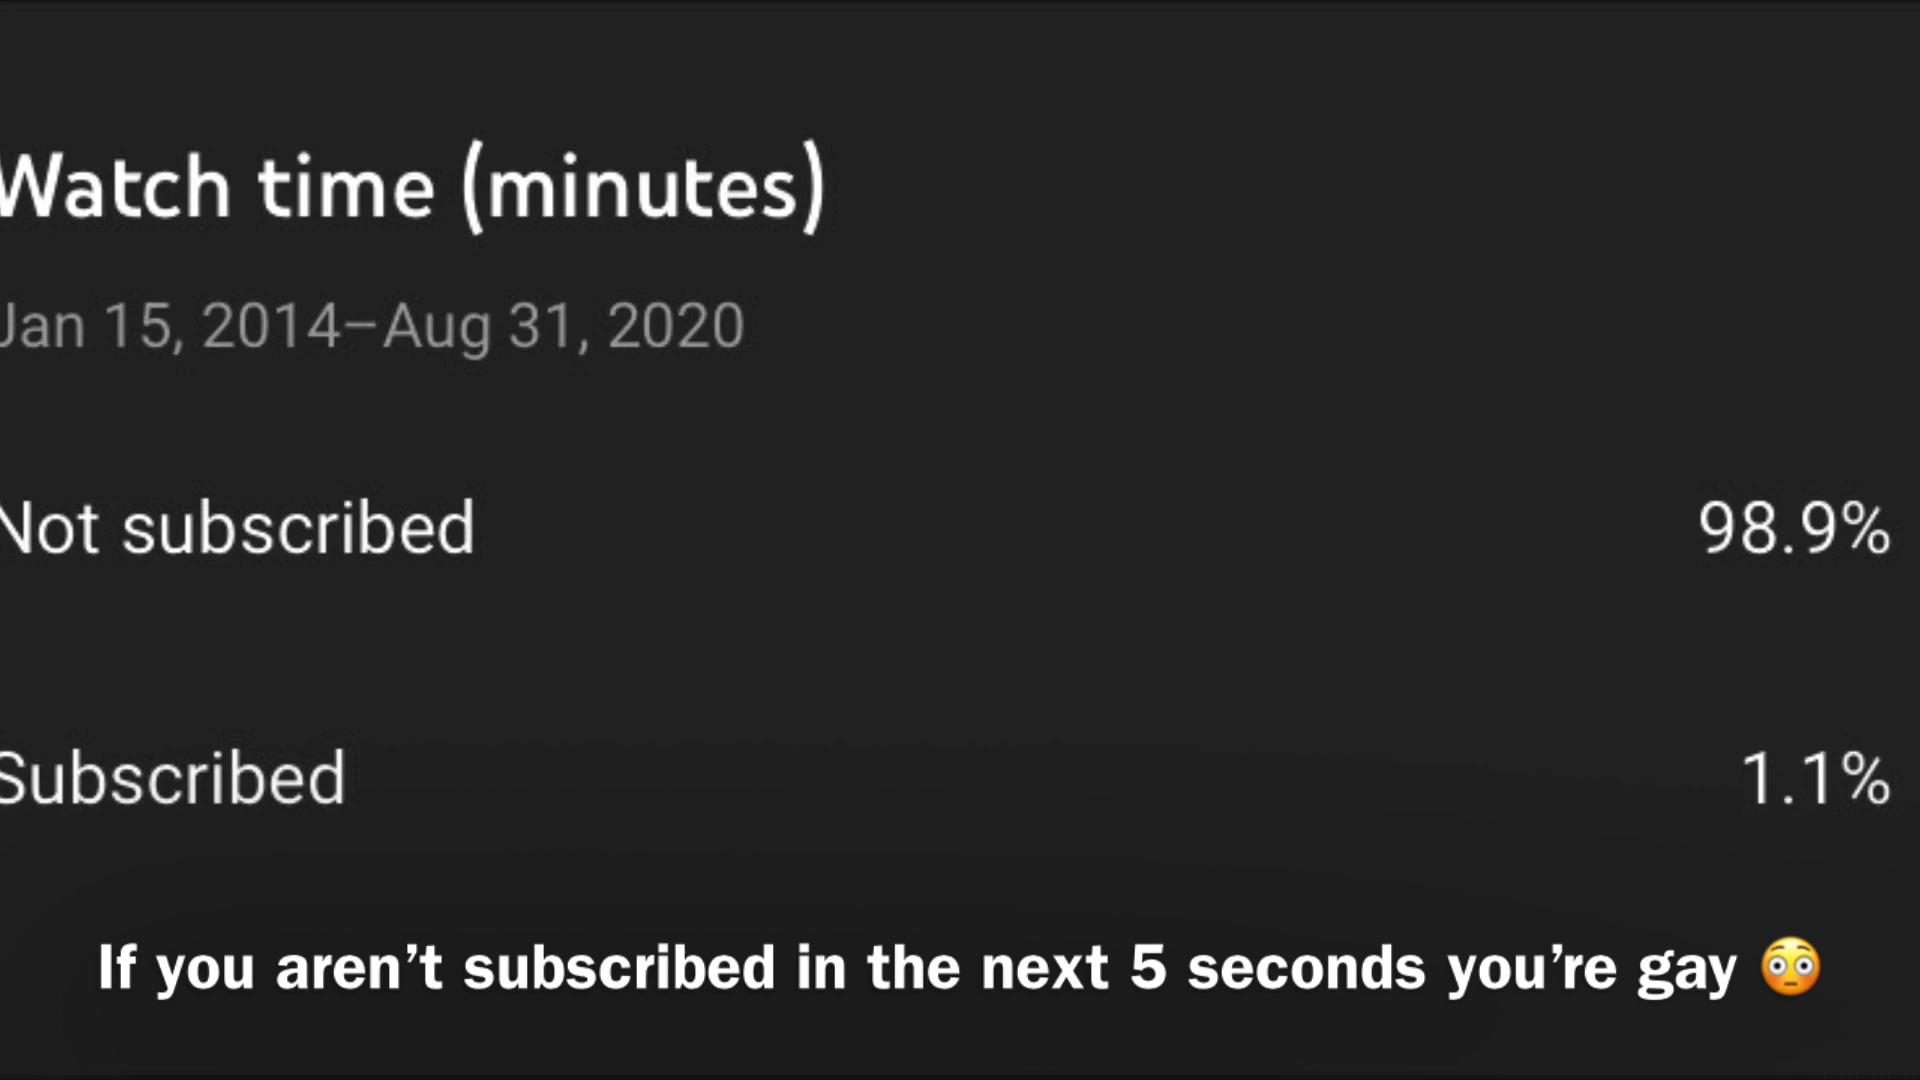 Watch time (minutes)
Jan 15, 2014–Aug 31, 2020
Not subscribed 98.9%
Subscribed 1.1%
If you aren’t subscribed in the next 5 seconds you’re gay 😳